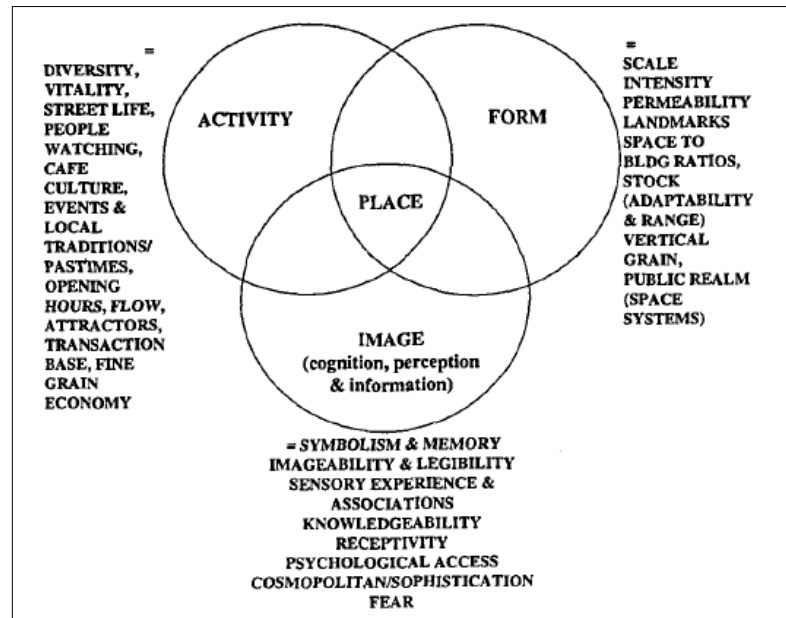 =
DIVERSITY,
VITALITY,
STREET LIFE,
PEOPLE
WATCHING,
CAFE
CULTURE,
EVENTS &
LOCAL
TRADITIONS/
PASTIMES,
OPENING
HOURS, FLOW,
ATTRACTORS,
TRANSACTION
BASE, FINE
GRAIN
ECONOMY
ACTIVITY
FORM
PLACE
IMAGE
(cognition, perception
& information)
=
SCALE
INTENSITY
PERMEABILITY
LANDMARKS
SPACE TO
BLDG RATIOS,
STOCK
(ADAPTABILITY
& RANGE)
VERTICAL
GRAIN,
PUBLIC REALM
(SPACE
SYSTEMS)
= SYMBOLISM & MEMORY
IMAGEABILITY & LEGIBILITY
SENSORY EXPERIENCE &
ASSOCIATIONS
KNOWLEDGEABILITY
RECEPTIVITY
PSYCHOLOGICAL ACCESS
COSMOPOLITAN/SOPHISTICATION
FEAR